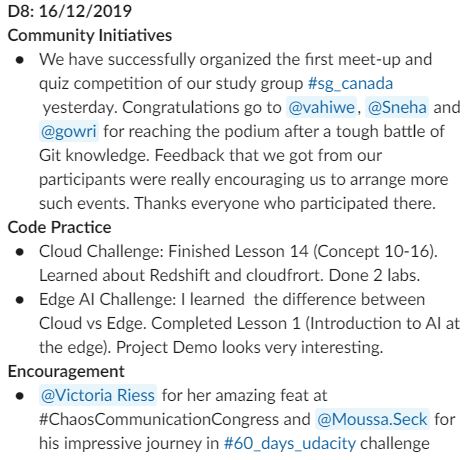 D8: 16/12/2019
Community Initiatives
● We have successfully organized the first meet-up and
quiz competition of our study group #sg_canada
yesterday. Congratulations go to @vahiwe, @Sneha and
@gowri for reaching the podium after a tough battle of
Git knowledge. Feedback that we got from our
participants were really encouraging us to arrange more
such events. Thanks everyone who participated there.
Code Practice
● Cloud Challenge: Finished Lesson 14 (Concept 10-16).
Learned about Redshift and cloudfrort. Done 2 labs.
● Edge AI Challenge: I learned the difference between
Cloud vs Edge. Completed Lesson 1 (Introduction to AI at
the edge). Project Demo looks very interesting.
Encouragement
● @Victoria Riess for her amazing feat at
#ChaosCommunicationCongress and @Moussa.Seck for
his impressive journey in #60_days_udacity challenge